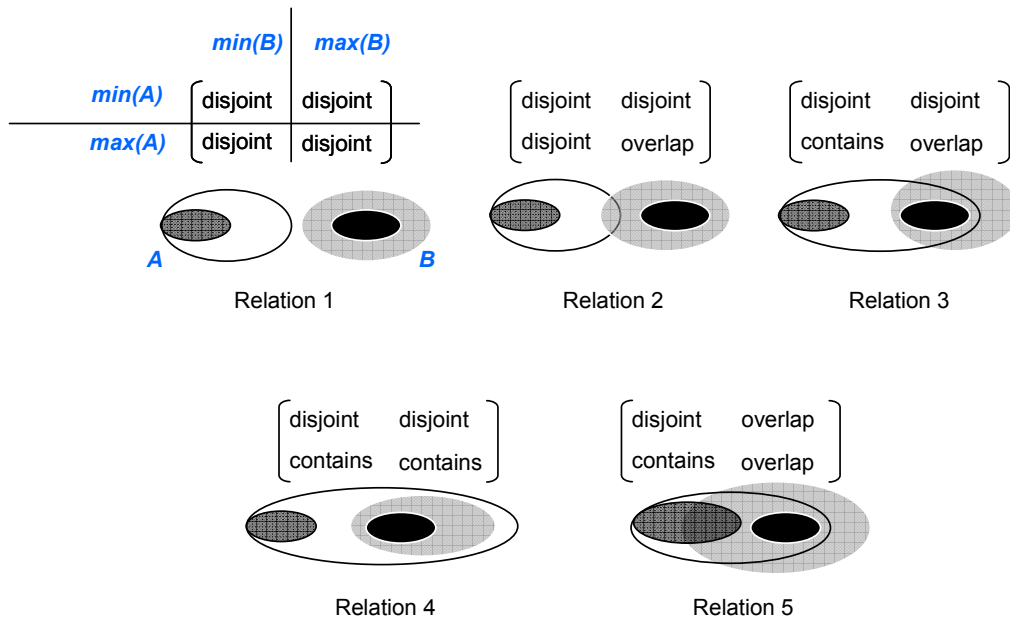 min(B) max(B)
min(A) disjoint disjoint
max(A) disjoint disjoint
A
B
Relation 1
disjoint disjoint
disjoint overlap
Relation 2
disjoint disjoint
contains overlap
Relation 3
disjoint disjoint
contains contains
Relation 4
disjoint overlap
contains overlap
Relation 5